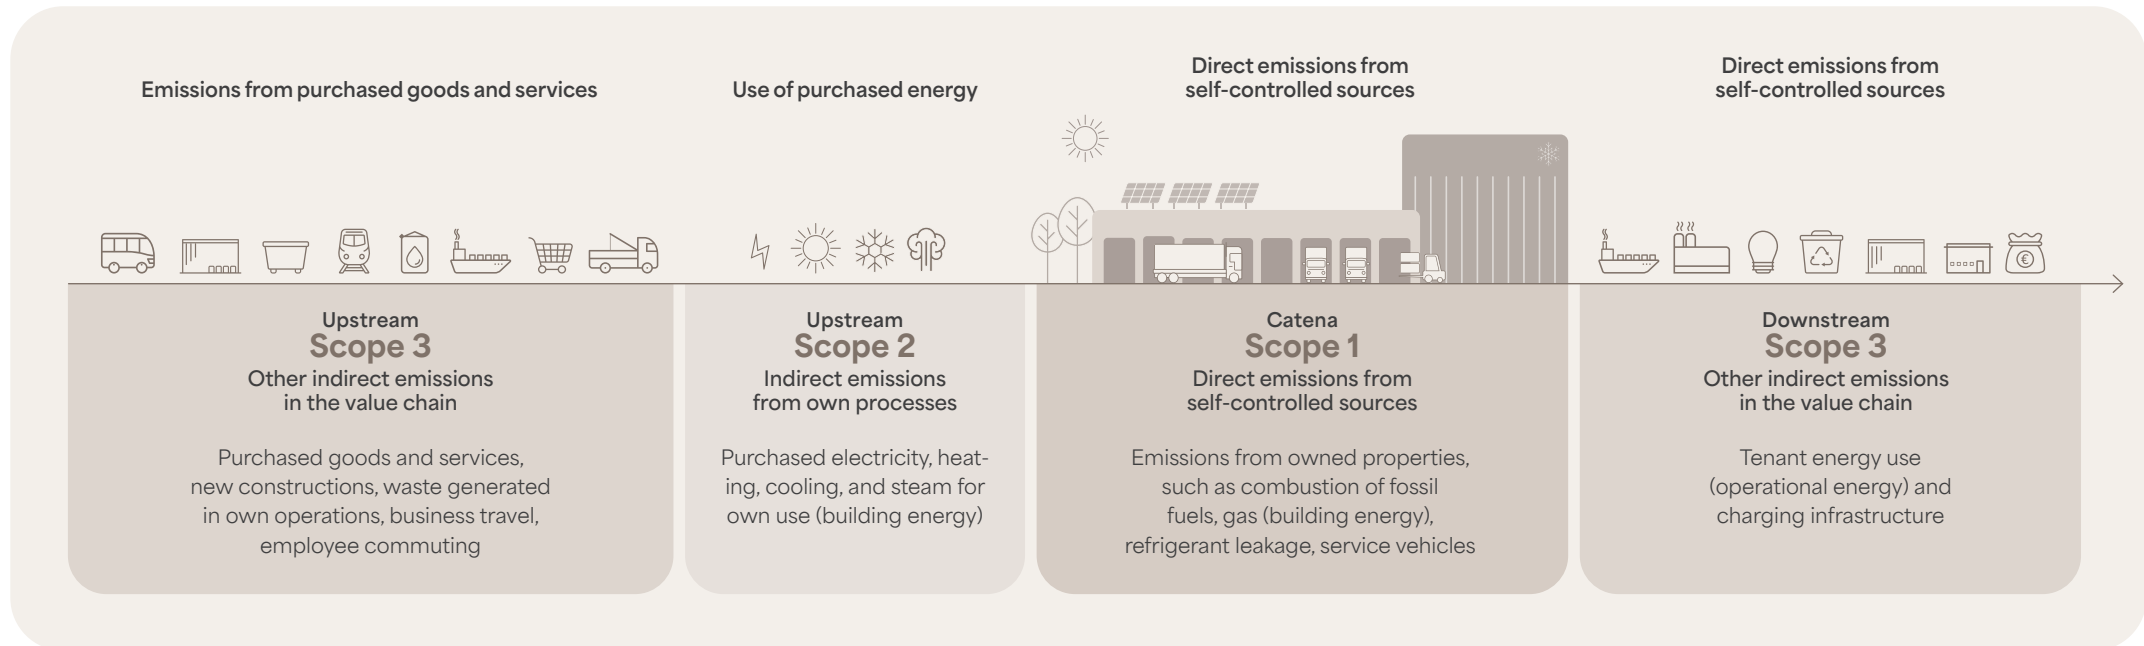 Emissions from purchased goods and services
Use of purchased energy
Direct emissions from
self-controlled sources
Direct emissions from
self-controlled sources
€
Upstream
Scope 3
Other indirect emissions
in the value chain
Purchased goods and services,
new constructions, waste generated
in own operations, business travel,
employee commuting
Upstream
Scope 2
Indirect emissions
from own processes
Purchased electricity, heat-
ing, cooling, and steam for
own use (building energy)
Catena
Scope 1
Direct emissions from
self-controlled sources
Emissions from owned properties,
such as combustion of fossil
fuels, gas (building energy),
refrigerant leakage, service vehicles
Downstream
Scope 3
Other indirect emissions
in the value chain
Tenant energy use
(operational energy) and
charging infrastructure